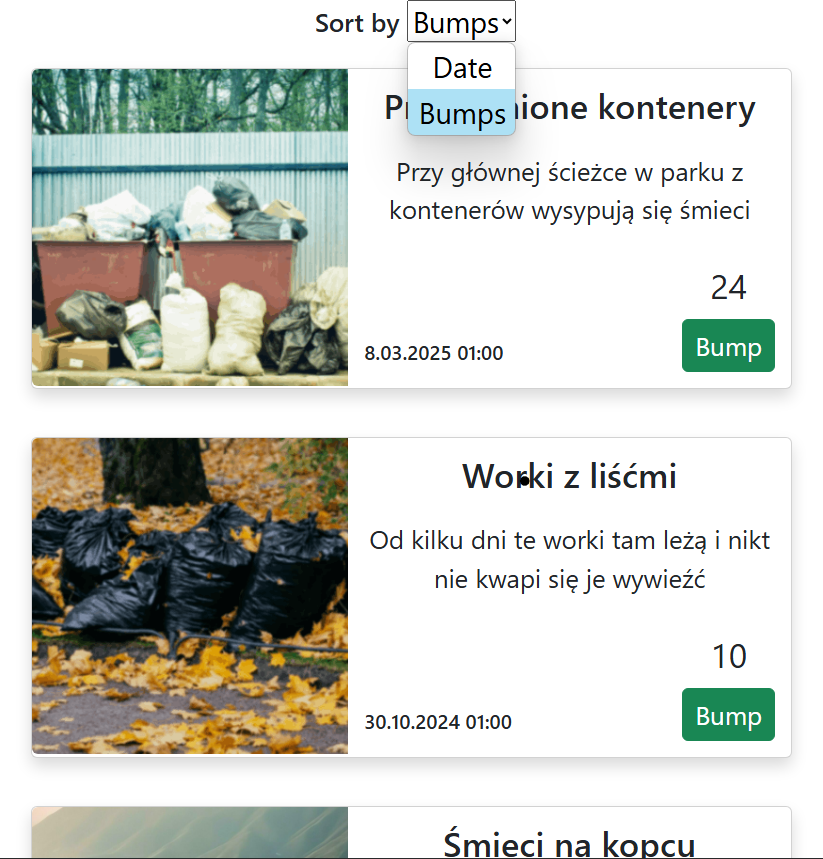 Sort by Bumps
Date
Bumps
kontenery
Przy głównej ścieżce w parku z
kontenerów wysypują się śmieci
24
8.03.2025 01:00
Bump
Worki z liśćmi
Od kilku dni te worki tam leżą i nikt
nie kwapi się je wywieźć
10
30.10.2024 01:00
Bump
Śmieci na kopcu